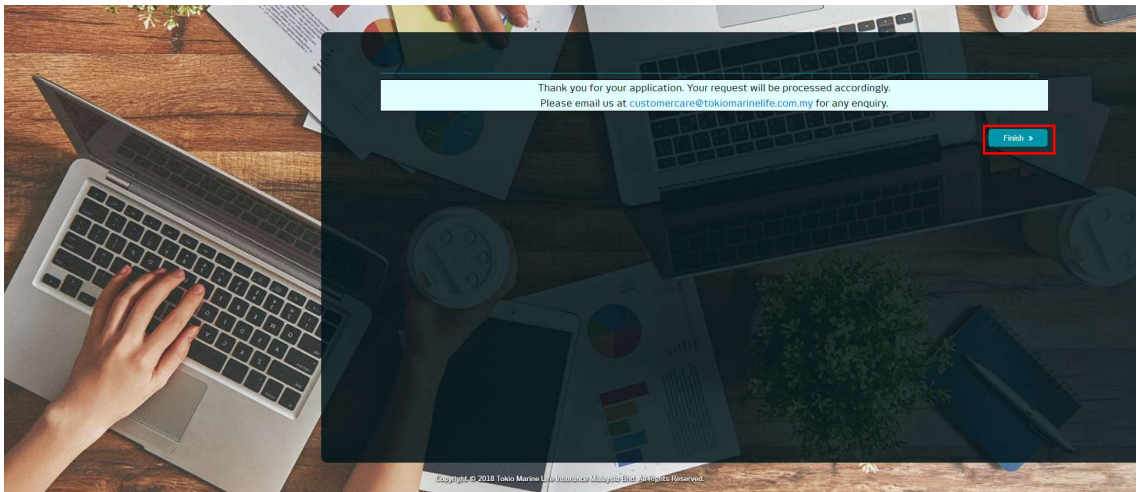 Thank you for your application. Your request will be processed accordingly.
Please email us at customercare@tokiomarinelife.com.my for any enquiry.
Finish »
Copyright © 2018 Tokio Marine Life Insurance Malaysia Bhd. All Rights Reserved.